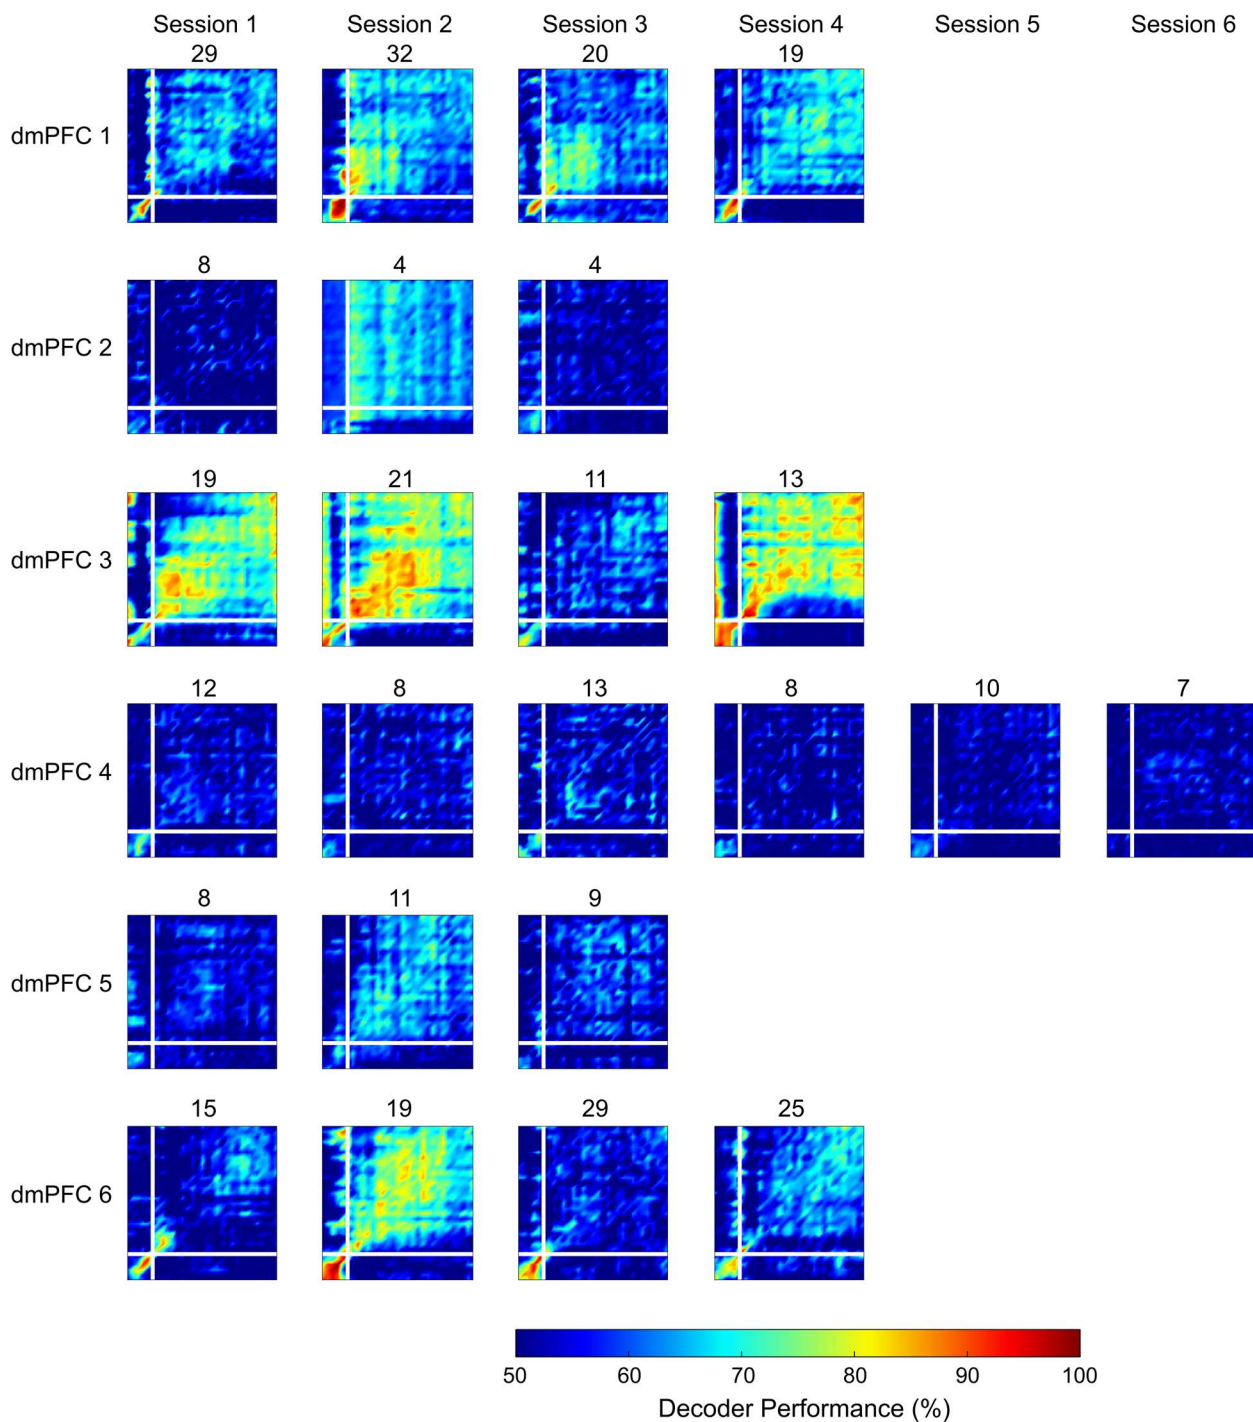 Session 1 Session 2 Session 3 Session 4 Session 5 Session 6
29 32 20 19
dmPFC 1
8 4 4
dmPFC 2
19 21 11 13
dmPFC 3
12 8 13 8 10 7
dmPFC 4
8 11 9
dmPFC 5
15 19 29 25
dmPFC 6
50 60 70 80 90 100
Decoder Performance (%)